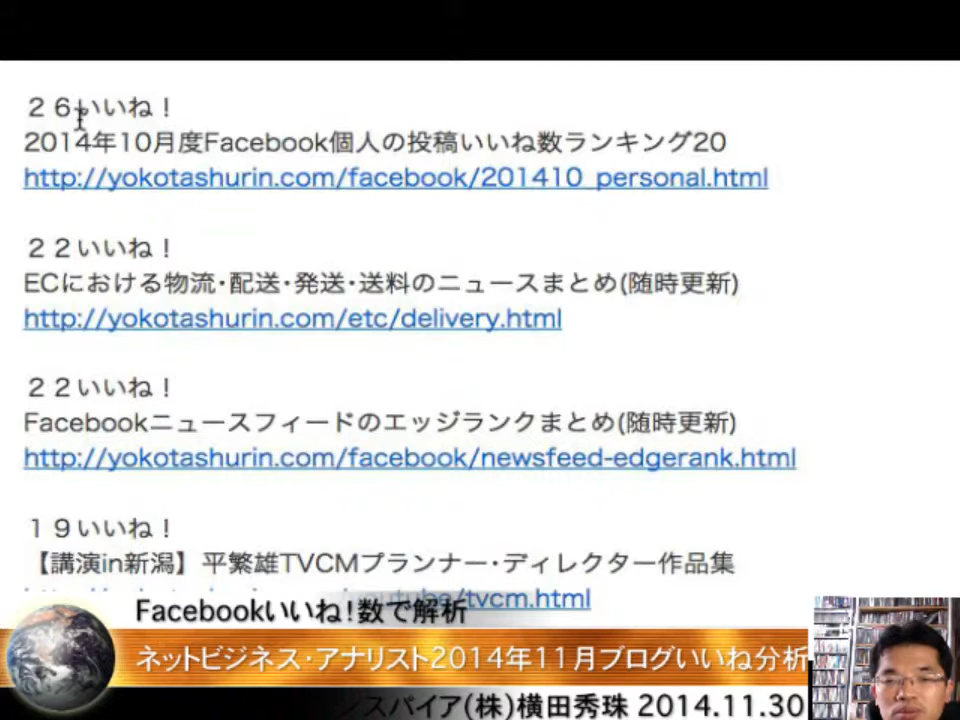 ２６いいね！
2014年10月度Facebook個人の投稿いいね数ランキング20
http://yokotashurin.com/facebook/201410_personal.html
２２いいね！
ECにおける物流・配送・発送・送料のニュースまとめ(随時更新)
http://yokotashurin.com/etc/delivery.html
２２いいね！
Facebookニュースフィードのエッジランクまとめ(随時更新)
http://yokotashurin.com/facebook/newsfeed-edgerank.html
１９いいね！
【講演in新潟】平繁雄TVCMプランナー・ディレクター作品集
/tvcm.html
Facebookいいね！数で解析
ネットビジネス・アナリスト2014年11月ブログいいね分析
スパイア(株)横田秀珠 2014.11.30